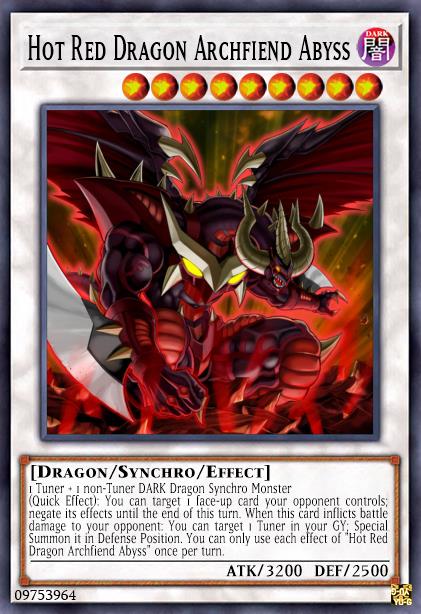 HOT RED DRAGON ARCHFIEND ABYSS
DARK
闇
[DRAGON/SYNCHRO/EFFECT]
1 Tuner + 1 non-Tuner DARK Dragon Synchro Monster
(Quick Effect): You can target 1 face-up card your opponent controls;
negate its effects until the end of this turn. When this card inflicts battle
damage to your opponent: You can target 1 Tuner in your GY; Special
Summon it in Defense Position. You can only use each effect of "Hot Red
Dragon Archfiend Abyss" once per turn.
ATK/3200 DEF/2500
09753964